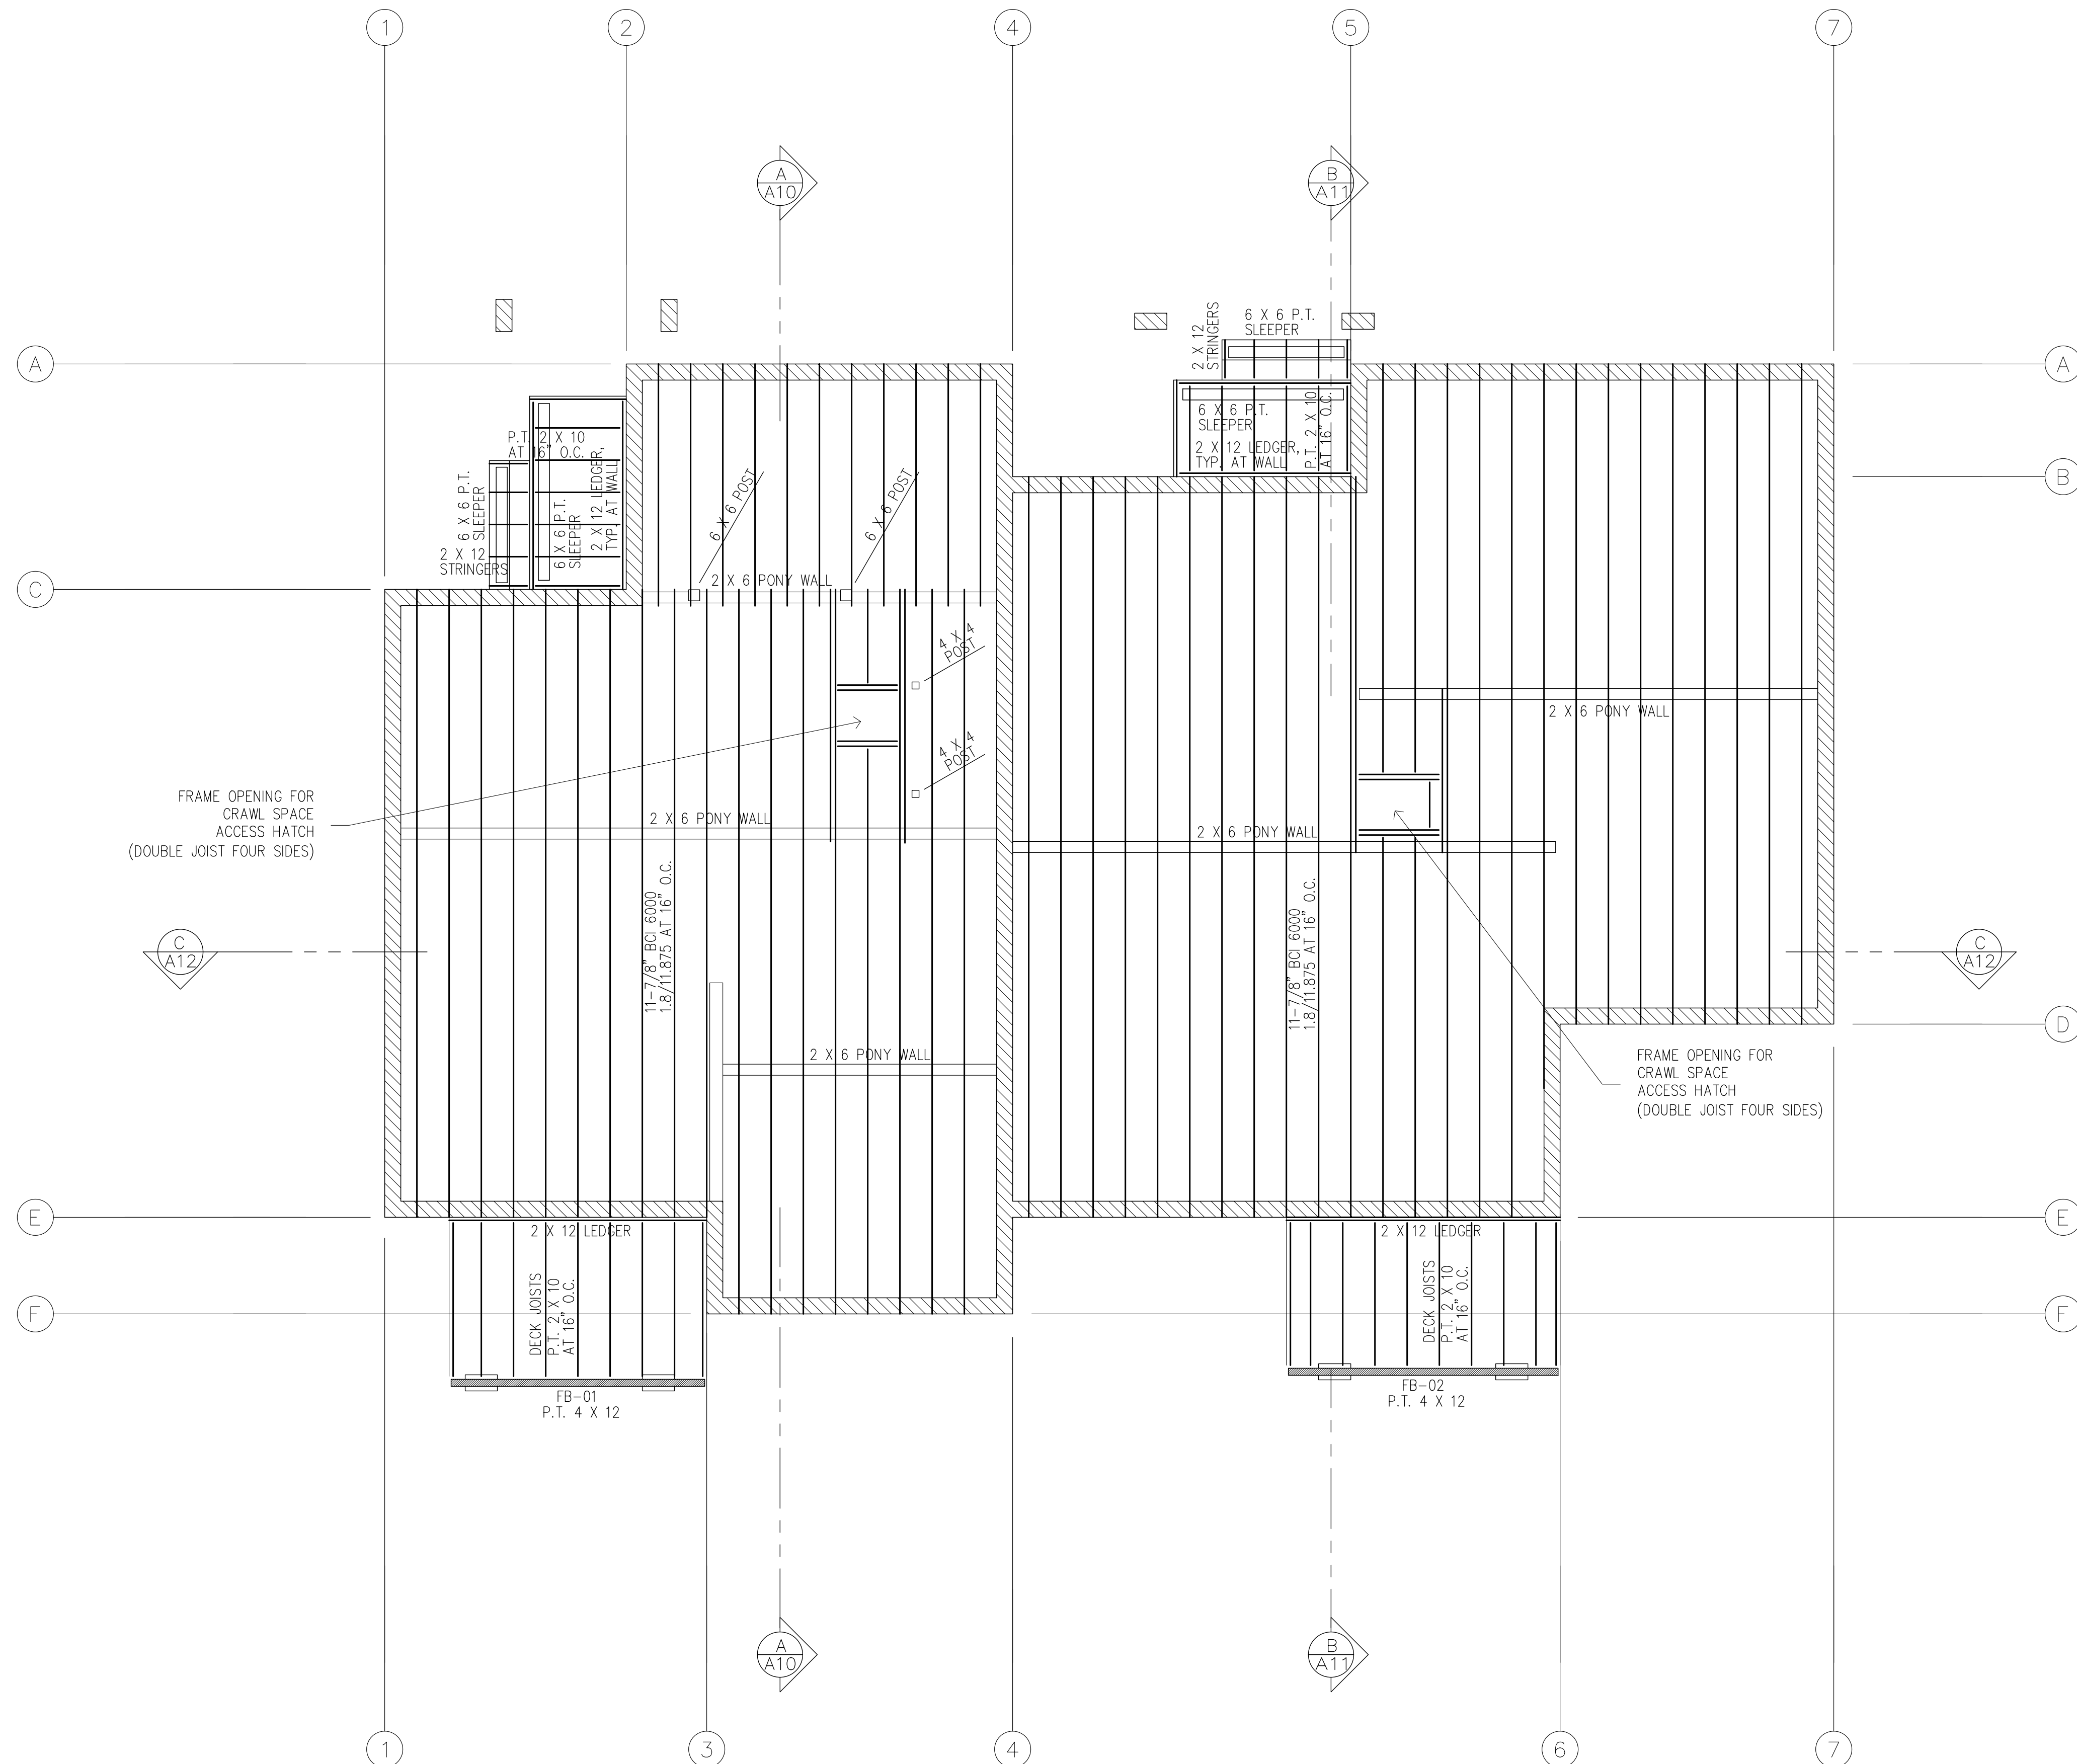 1
2
4
5
7
A
A10
B
A11
2 X 12
STRINGERS
6 X 6 P.T.
SLEEPER
A
A
6 X 6 P.T.
SLEEPER
2 X 12 LEDGER,
TYP. AT WALL
P.T. 2 X 10
AT 16" O.C.
P.T. 2 X 10
AT 16" O.C.
6 X 6 P.T.
SLEEPER
6 X 6 P.T.
SLEEPER
2 X 12 LEDGER,
TYP. AT WALL
2 X 12
STRINGERS
6 X 6 POST
6 X 6 POST
B
C
2 X 6 PONY WALL
4 X 4
POST
4 X 4
POST
2 X 6 PONY WALL
FRAME OPENING FOR
CRAWL SPACE
ACCESS HATCH
(DOUBLE JOIST FOUR SIDES)
2 X 6 PONY WALL
2 X 6 PONY WALL
11-7/8" BCI 6000
1.8/11.875 AT 16" O.C.
11-7/8" BCI 6000
1.8/11.875 AT 16" O.C.
C
A12
C
A12
D
2 X 6 PONY WALL
FRAME OPENING FOR
CRAWL SPACE
ACCESS HATCH
(DOUBLE JOIST FOUR SIDES)
E
E
2 X 12 LEDGER
2 X 12 LEDGER
DECK JOISTS
P.T. 2 X 10
AT 16" O.C.
DECK JOISTS
P.T. 2 X 10
AT 16" O.C.
F
F
FB-01
P.T. 4 X 12
FB-02
P.T. 4 X 12
A
A10
B
A11
1
3
4
6
7